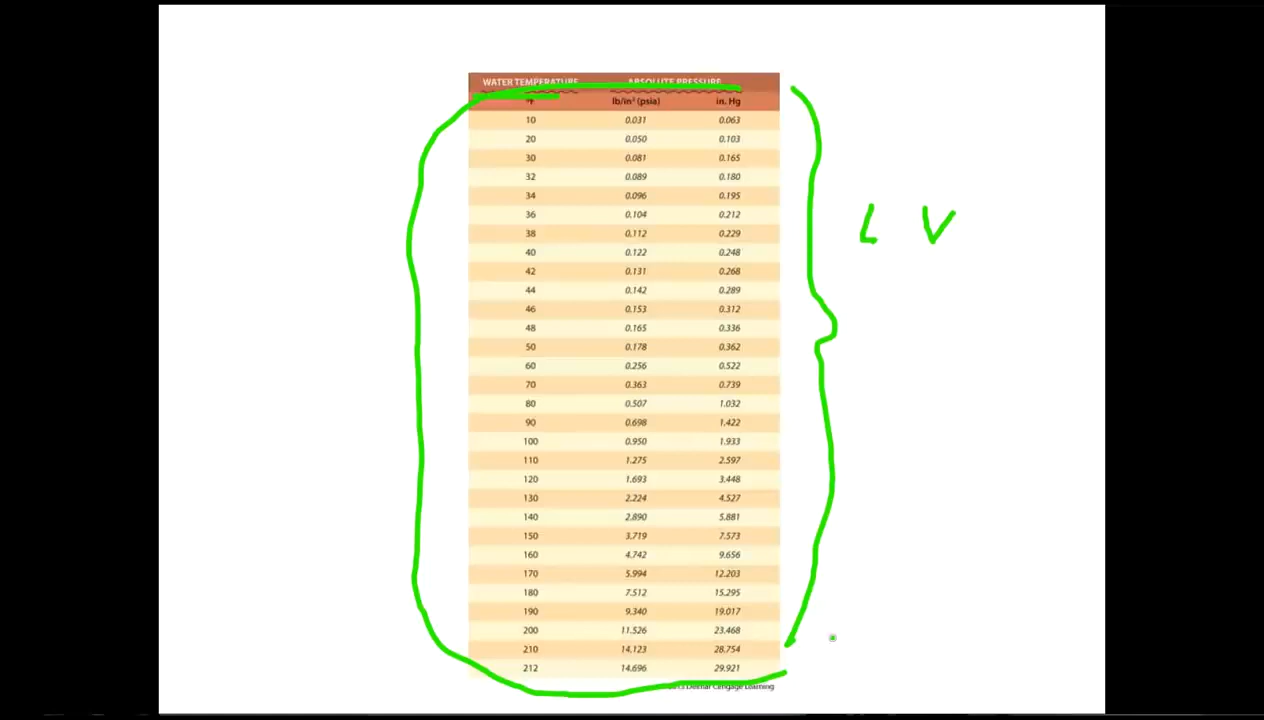 WATER TEMPERATURE ABSOLUTE PRESSURE
°F lb/in² (psia) in. Hg
10 0.031 0.063
20 0.050 0.103
30 0.081 0.165
32 0.089 0.180
34 0.096 0.195
36 0.104 0.212
L V
38 0.112 0.229
40 0.122 0.248
42 0.131 0.268
44 0.142 0.289
46 0.153 0.312
48 0.165 0.336
50 0.178 0.362
60 0.256 0.522
70 0.363 0.739
80 0.507 1.032
90 0.698 1.422
100 0.950 1.933
110 1.275 2.597
120 1.693 3.448
130 2.224 4.527
140 2.890 5.881
150 3.719 7.573
160 4.742 9.656
170 5.994 12.203
180 7.512 15.295
190 9.340 19.017
200 11.526 23.468
210 14.123 28.754
212 14.696 29.921
Delmar Cengage Learning